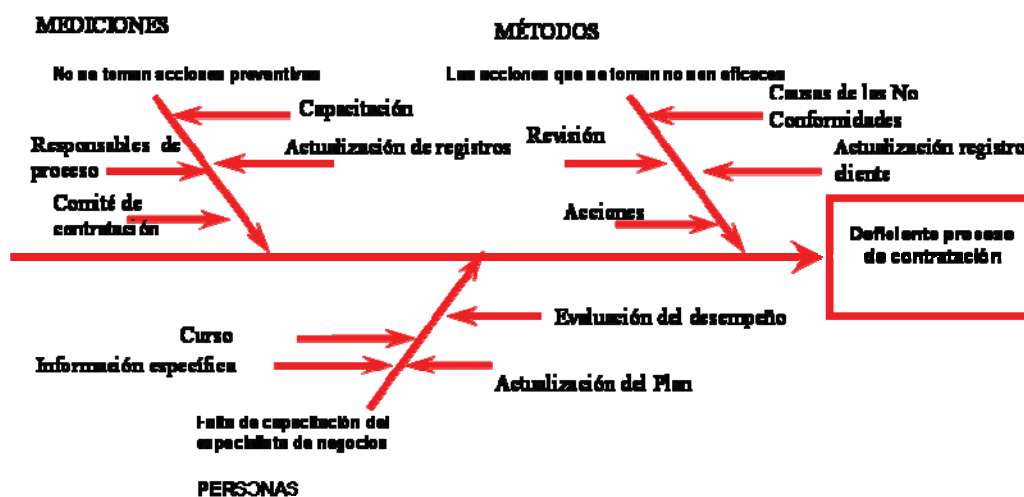 MEDICIONES
MÉTODOS
No se toman acciones preventivas
Las acciones que se toman no son eficaces
Capacitación
Causas de las No
Conformidades
Revisión
Responsables de
proceso
Actualización de registros
Actualización registro
cliente
Comité de
contratación
Acciones
Deficiente proceso
de contratación
Evaluación del desempeño
Curso
Información específica
Actualización del Plan
Falta de capacitación del
especialista de negocios
PERSONAS